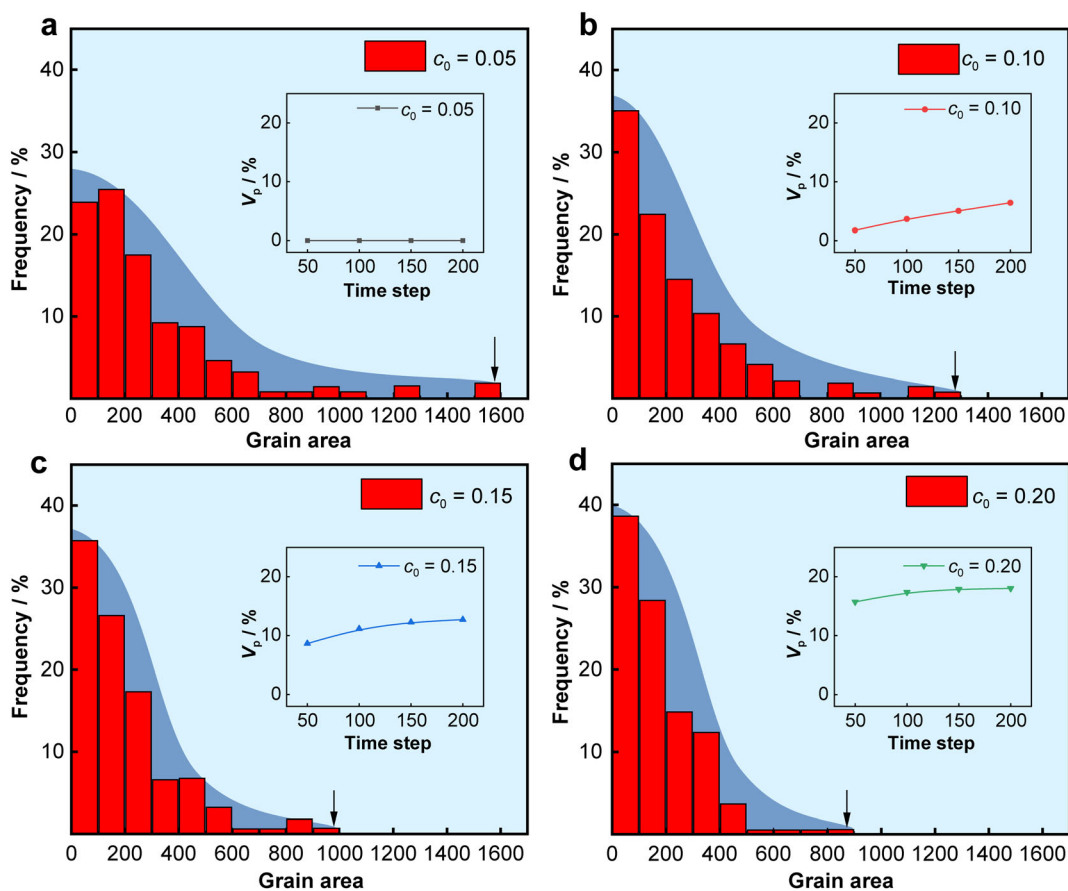 a
c₀ = 0.05
Frequency / %
40
30
20
10
0 200 400 600 800 1000 1200 1400 1600
Grain area
c₀ = 0.05
Vₚ / %
20
10
0
50 100 150 200
Time step
b
c₀ = 0.10
Frequency / %
40
30
20
10
0 200 400 600 800 1000 1200 1400 1600
Grain area
c₀ = 0.10
Vₚ / %
20
10
0
50 100 150 200
Time step
c
c₀ = 0.15
Frequency / %
40
30
20
10
0 200 400 600 800 1000 1200 1400 1600
Grain area
c₀ = 0.15
Vₚ / %
20
10
0
50 100 150 200
Time step
d
c₀ = 0.20
Frequency / %
40
30
20
10
0 200 400 600 800 1000 1200 1400 1600
Grain area
c₀ = 0.20
Vₚ / %
20
10
0
50 100 150 200
Time step